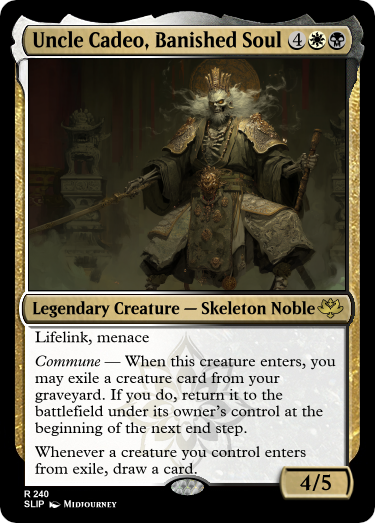 Uncle Cadeo, Banished Soul 4
Legendary Creature — Skeleton Noble
Lifelink, menace
Commune — When this creature enters, you
may exile a creature card from your
graveyard. If you do, return it to the
battlefield under its owner's control at the
beginning of the next end step.
Whenever a creature you control enters
from exile, draw a card.
4/5
R 240
SLIP Midjourney